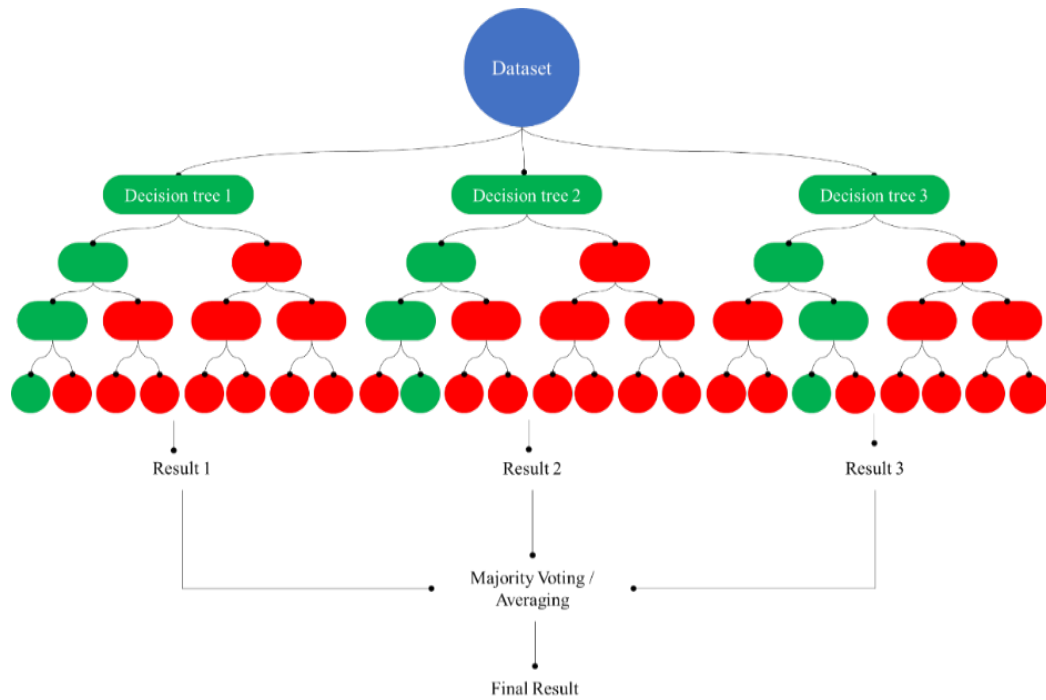 Dataset
Decision tree 1
Decision tree 2
Decision tree 3
Result 1
Result 2
Result 3
Majority Voting /
Averaging
Final Result